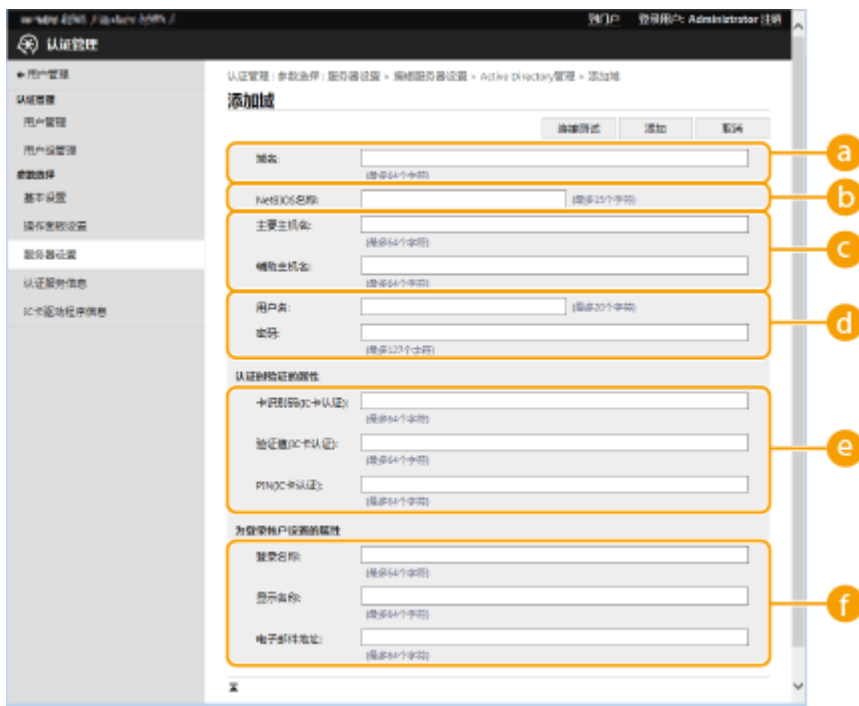 到门户 登录用户: Administrator 注销
认证管理
用户管理
认证管理
用户管理
用户组管理
参数选择
基本设置
操作面板设置
服务器设置
认证服务信息
IC卡驱动程序信息
认证管理 : 参数选择 : 服务器设置 > 编辑服务器设置 > Active Directory管理 > 添加域
添加域
连接测试 添加 取消
域名:
(最多64个字符)
a
NetBIOS名称:
(最多15个字符)
b
主要主机名:
(最多64个字符)
c
辅助主机名:
(最多64个字符)
用户名:
(最多20个字符)
d
密码:
(最多127个字符)
认证时验证的属性
卡识别码(IC卡认证):
(最多64个字符)
验证值(IC卡认证):
(最多64个字符)
e
PIN(IC卡认证):
(最多64个字符)
为登录帐户设置的属性
登录名称:
(最多64个字符)
显示名称:
(最多64个字符)
f
电子邮件地址:
(最多64个字符)